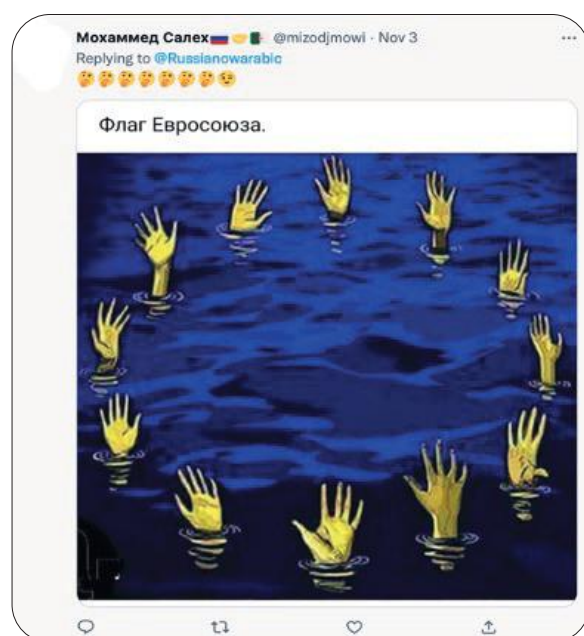 Мохаммед Салех🇷🇺🤝🇩🇿 @mizodjmowi · Nov 3
Replying to @Russianowarabic
🤔🤔🤔🤔🤔🤔🤔😉
Флаг Евросоюза.